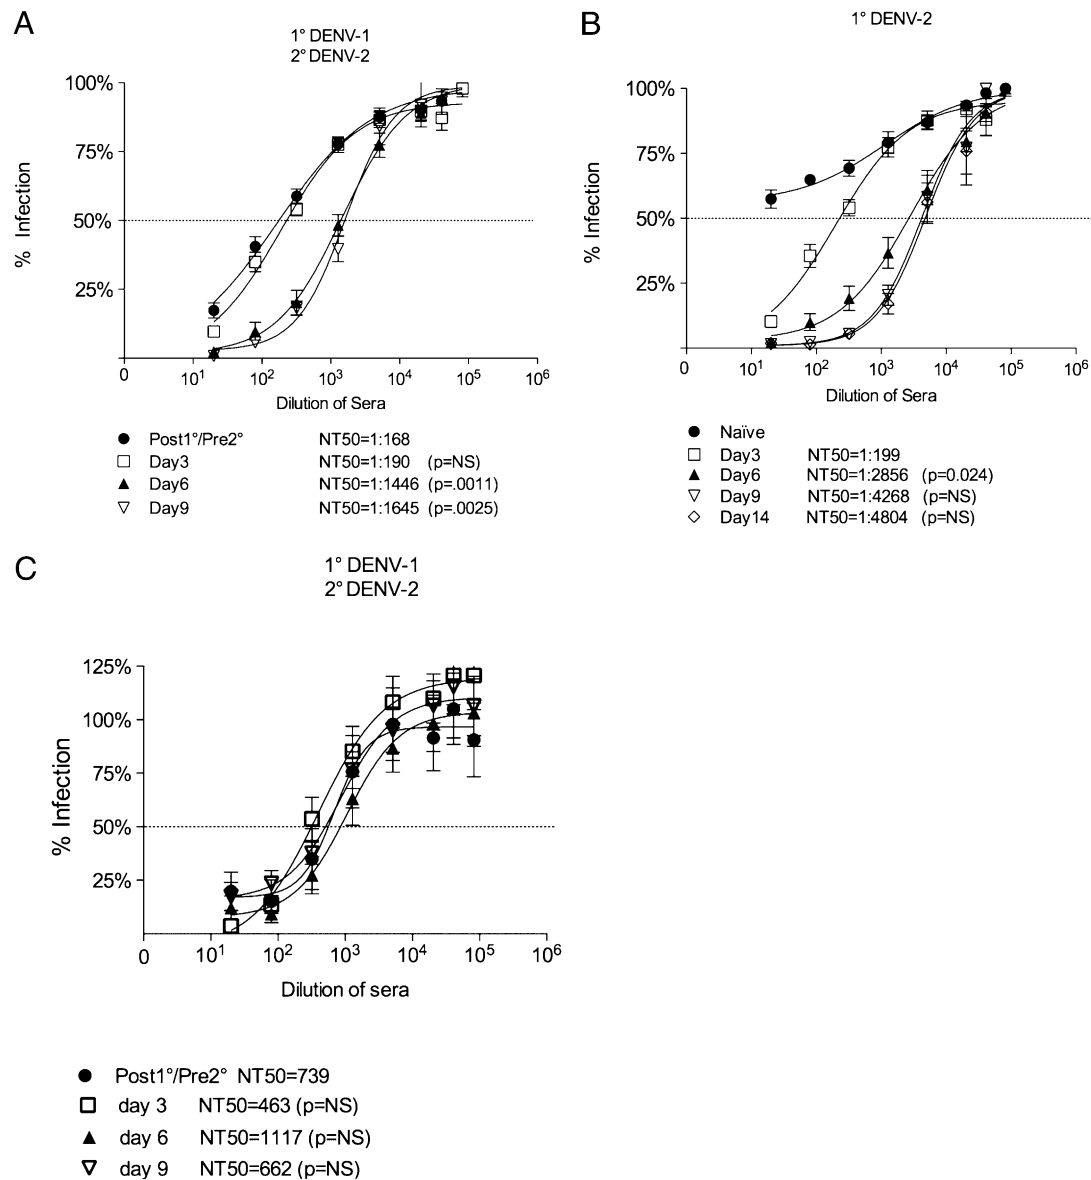 A
1° DENV-1
2° DENV-2
100%
75%
50%
25%
% Infection
0 10¹ 10² 10³ 10⁴ 10⁵ 10⁶
Dilution of Sera
Post1°/Pre2° NT50=1:168
Day3 NT50=1:190 (p=NS)
Day6 NT50=1:1446 (p=.0011)
Day9 NT50=1:1645 (p=.0025)
B
1° DENV-2
100%
75%
50%
25%
% Infection
0 10¹ 10² 10³ 10⁴ 10⁵ 10⁶
Dilution of Sera
Naïve
Day3 NT50=1:199
Day6 NT50=1:2856 (p=0.024)
Day9 NT50=1:4268 (p=NS)
Day14 NT50=1:4804 (p=NS)
C
1° DENV-1
2° DENV-2
125%
100%
75%
50%
25%
% Infection
0 10¹ 10² 10³ 10⁴ 10⁵ 10⁶
Dilution of sera
Post1°/Pre2° NT50=739
day 3 NT50=463 (p=NS)
day 6 NT50=1117 (p=NS)
day 9 NT50=662 (p=NS)